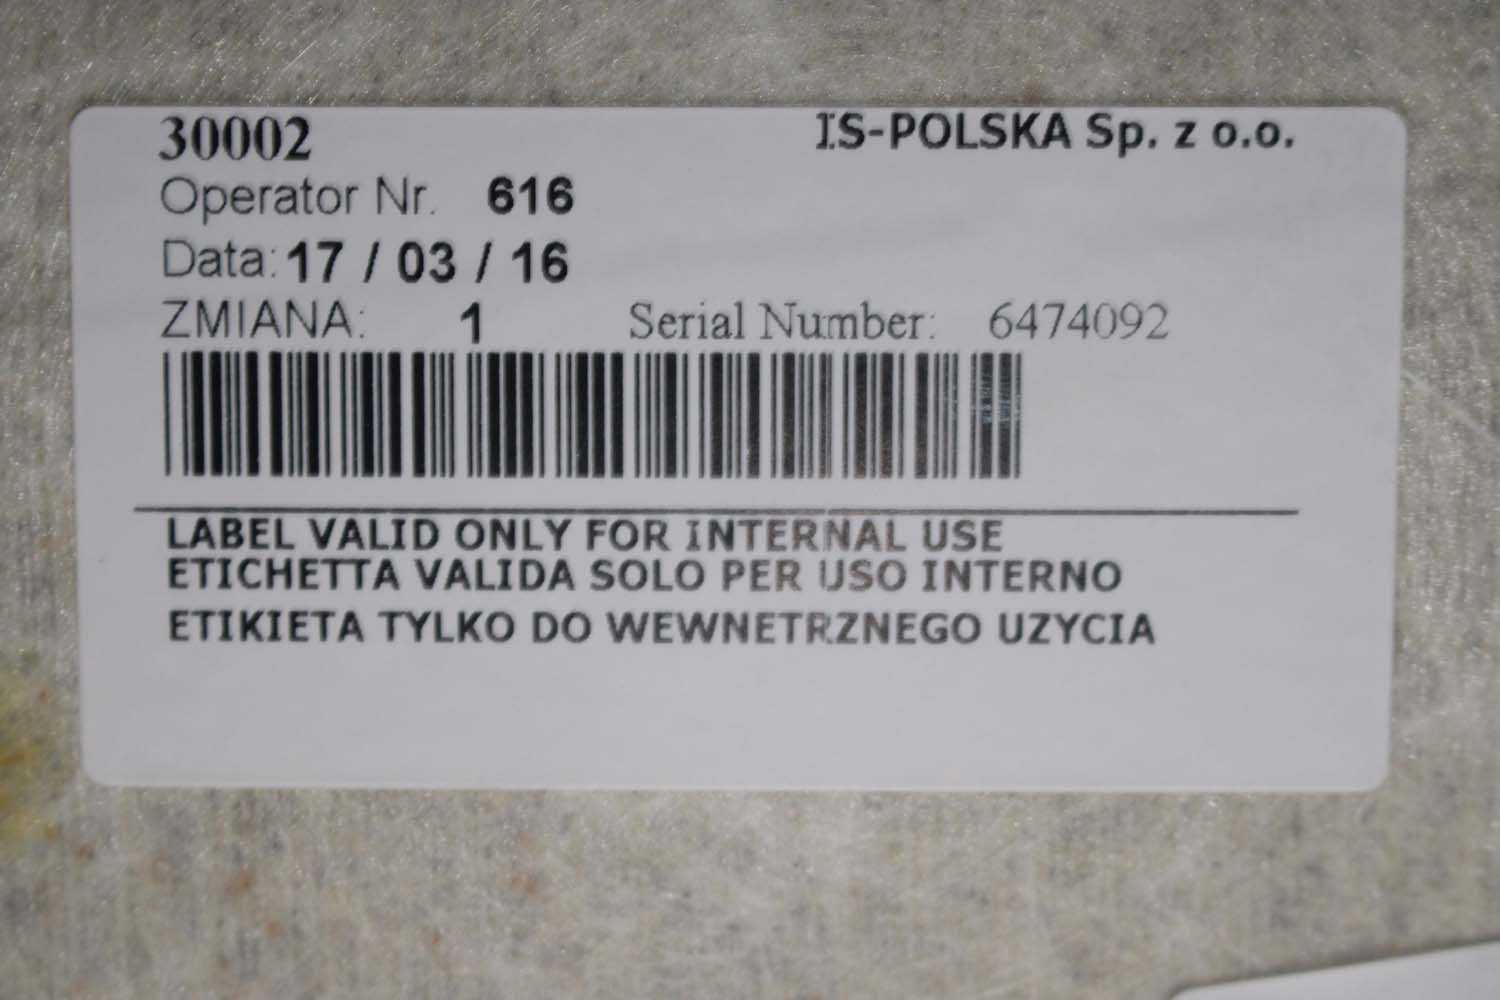 30002 IS-POLSKA Sp. z o.o.
Operator Nr. 616
Data: 17 / 03 / 16
ZMIANA: 1 Serial Number: 6474092
LABEL VALID ONLY FOR INTERNAL USE
ETICHETTA VALIDA SOLO PER USO INTERNO
ETIKIETA TYLKO DO WEWNETRZNEGO UZYCIA